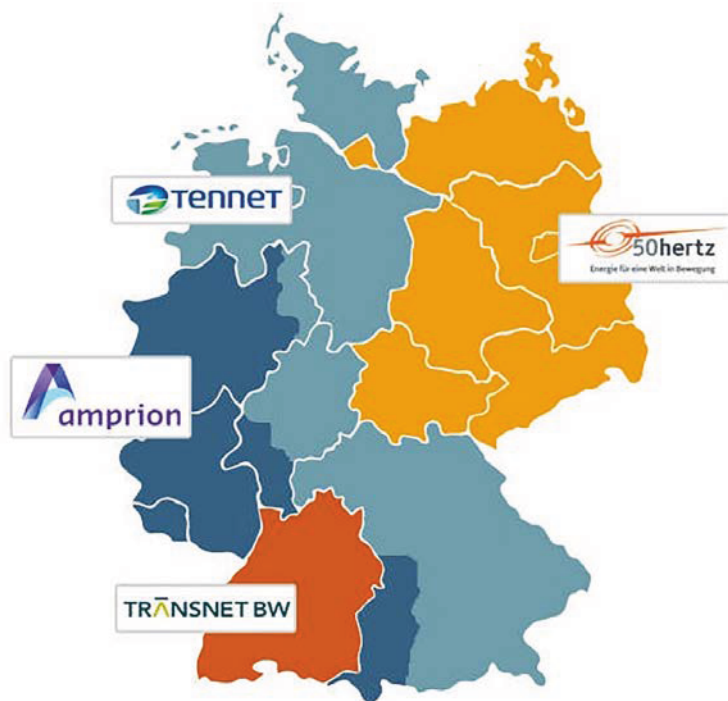 TENNET
50hertz
Energie für eine Welt in Bewegung
amprion
TRANSNET BW